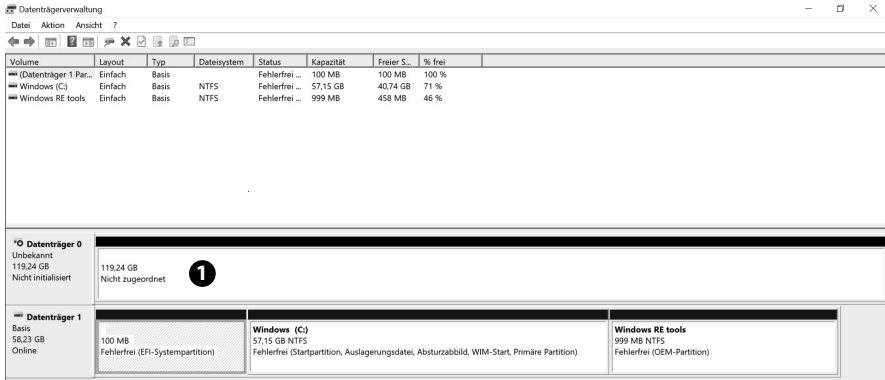 Datenträgerverwaltung
Datei Aktion Ansicht ?
Volume Layout Typ Dateisystem Status Kapazität Freier S... % frei
(Datenträger 1 Par... Einfach Basis Fehlerfrei ... 100 MB 100 MB 100 %
Windows (C:) Einfach Basis NTFS Fehlerfrei ... 57,15 GB 40,74 GB 71 %
Windows RE tools Einfach Basis NTFS Fehlerfrei ... 999 MB 458 MB 46 %
Datenträger 0
Unbekannt
119,24 GB
Nicht initialisiert
119,24 GB
Nicht zugeordnet
1
Datenträger 1
Basis
58,23 GB
Online
100 MB
Fehlerfrei (EFI-Systempartition)
Windows (C:)
57,15 GB NTFS
Fehlerfrei (Startpartition, Auslagerungsdatei, Absturzabbild, WIM-Start, Primäre Partition)
Windows RE tools
999 MB NTFS
Fehlerfrei (OEM-Partition)